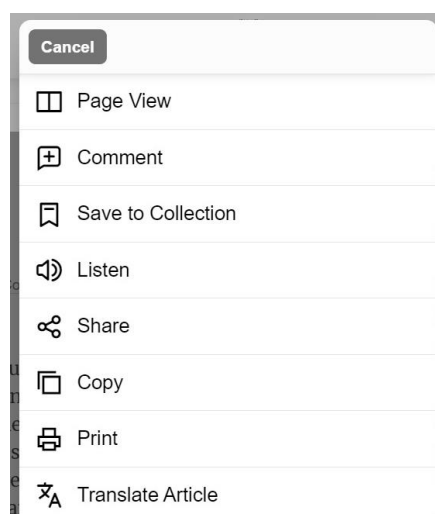 Cancel
Page View
Comment
Save to Collection
Listen
Share
Copy
Print
Translate Article